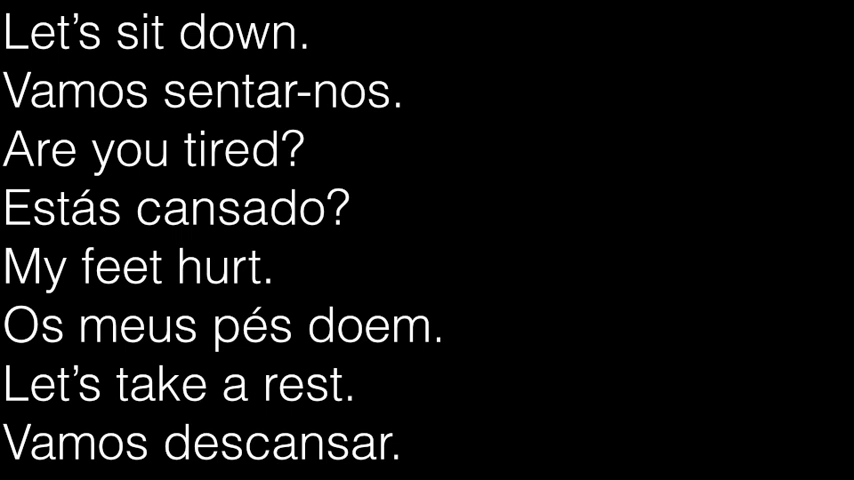 Let’s sit down.
Vamos sentar-nos.
Are you tired?
Estás cansado?
My feet hurt.
Os meus pés doem.
Let’s take a rest.
Vamos descansar.